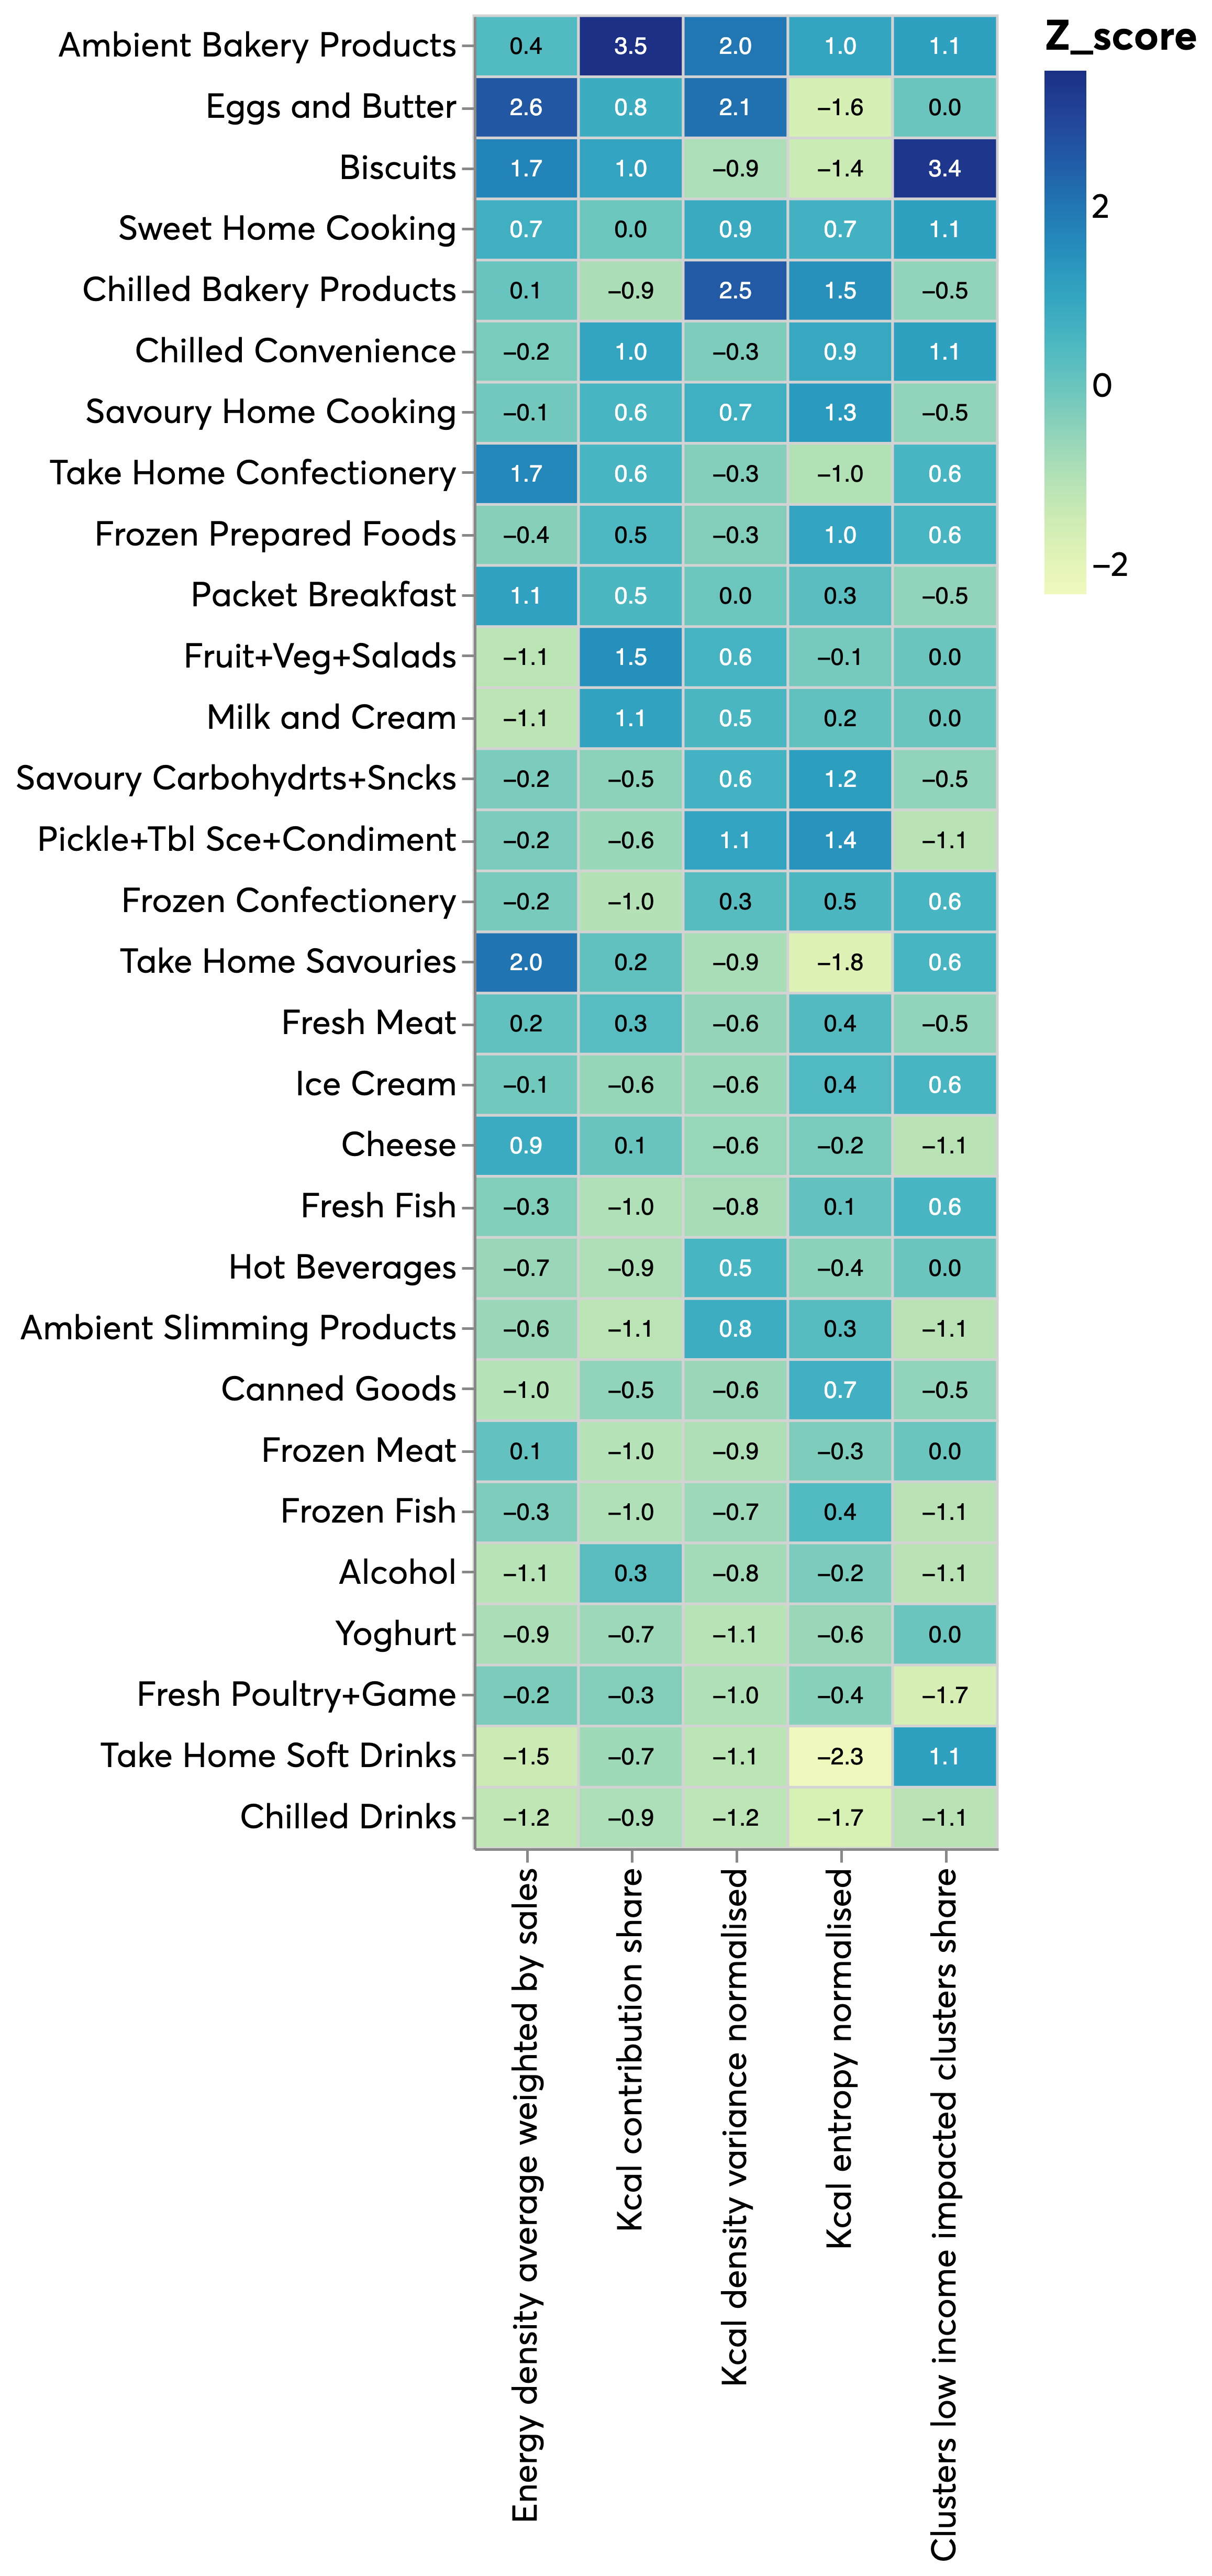 Z_score
2
0
−2
Ambient Bakery Products 0.4 3.5 2.0 1.0 1.1
Eggs and Butter 2.6 0.8 2.1 −1.6 0.0
Biscuits 1.7 1.0 −0.9 −1.4 3.4
Sweet Home Cooking 0.7 0.0 0.9 0.7 1.1
Chilled Bakery Products 0.1 −0.9 2.5 1.5 −0.5
Chilled Convenience −0.2 1.0 −0.3 0.9 1.1
Savoury Home Cooking −0.1 0.6 0.7 1.3 −0.5
Take Home Confectionery 1.7 0.6 −0.3 −1.0 0.6
Frozen Prepared Foods −0.4 0.5 −0.3 1.0 0.6
Packet Breakfast 1.1 0.5 0.0 0.3 −0.5
Fruit+Veg+Salads −1.1 1.5 0.6 −0.1 0.0
Milk and Cream −1.1 1.1 0.5 0.2 0.0
Savoury Carbohydrts+Sncks −0.2 −0.5 0.6 1.2 −0.5
Pickle+Tbl Sce+Condiment −0.2 −0.6 1.1 1.4 −1.1
Frozen Confectionery −0.2 −1.0 0.3 0.5 0.6
Take Home Savouries 2.0 0.2 −0.9 −1.8 0.6
Fresh Meat 0.2 0.3 −0.6 0.4 −0.5
Ice Cream −0.1 −0.6 −0.6 0.4 0.6
Cheese 0.9 0.1 −0.6 −0.2 −1.1
Fresh Fish −0.3 −1.0 −0.8 0.1 0.6
Hot Beverages −0.7 −0.9 0.5 −0.4 0.0
Ambient Slimming Products −0.6 −1.1 0.8 0.3 −1.1
Canned Goods −1.0 −0.5 −0.6 0.7 −0.5
Frozen Meat 0.1 −1.0 −0.9 −0.3 0.0
Frozen Fish −0.3 −1.0 −0.7 0.4 −1.1
Alcohol −1.1 0.3 −0.8 −0.2 −1.1
Yoghurt −0.9 −0.7 −1.1 −0.6 0.0
Fresh Poultry+Game −0.2 −0.3 −1.0 −0.4 −1.7
Take Home Soft Drinks −1.5 −0.7 −1.1 −2.3 1.1
Chilled Drinks −1.2 −0.9 −1.2 −1.7 −1.1
Energy density average weighted by sales
Kcal contribution share
Kcal density variance normalised
Kcal entropy normalised
Clusters low income impacted clusters share